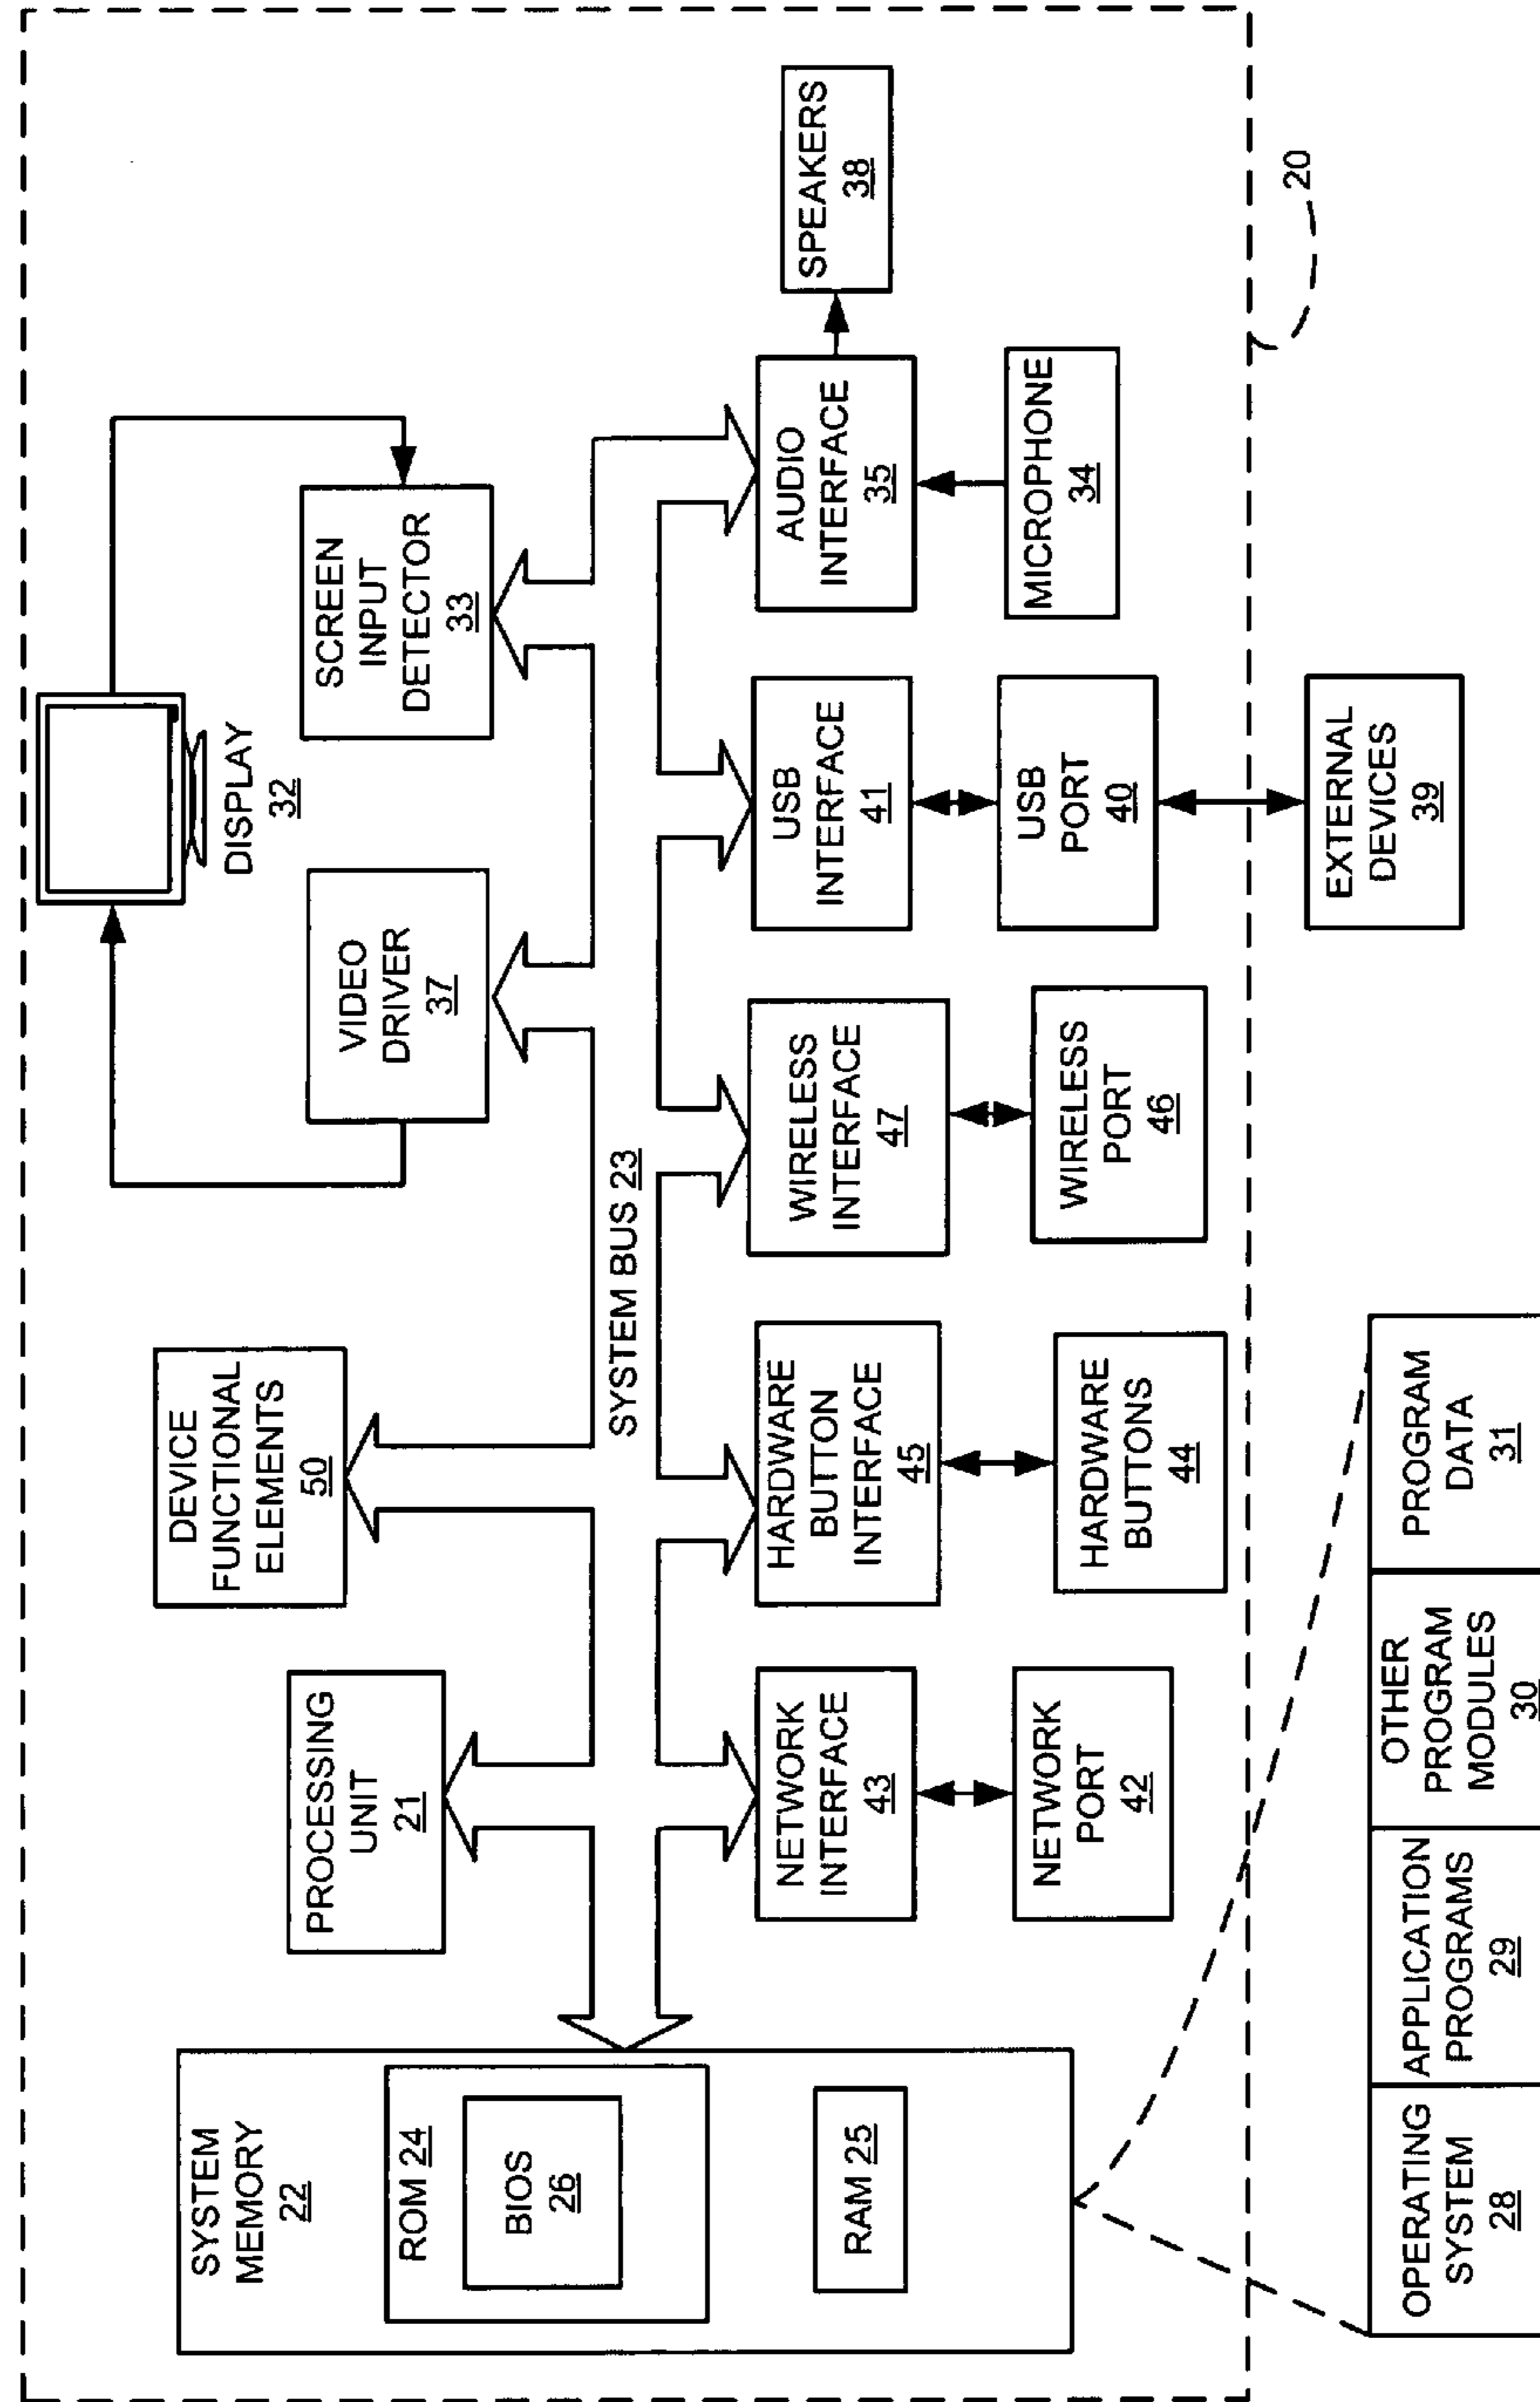 DISPLAY
32
SYSTEM
MEMORY
22
ROM 24
BIOS
26
RAM 25
PROCESSING
UNIT
21
DEVICE
FUNCTIONAL
ELEMENTS
50
VIDEO
DRIVER
37
SCREEN
INPUT
DETECTOR
33
SYSTEM BUS 23
NETWORK
INTERFACE
43
HARDWARE
BUTTON
INTERFACE
45
WIRELESS
INTERFACE
47
USB
INTERFACE
41
AUDIO
INTERFACE
35
SPEAKERS
38
NETWORK
PORT
42
HARDWARE
BUTTONS
44
WIRELESS
PORT
46
USB
PORT
40
MICROPHONE
34
20
EXTERNAL
DEVICES
39
OPERATING
SYSTEM
28
APPLICATION
PROGRAMS
29
OTHER
PROGRAM
MODULES
30
PROGRAM
DATA
31